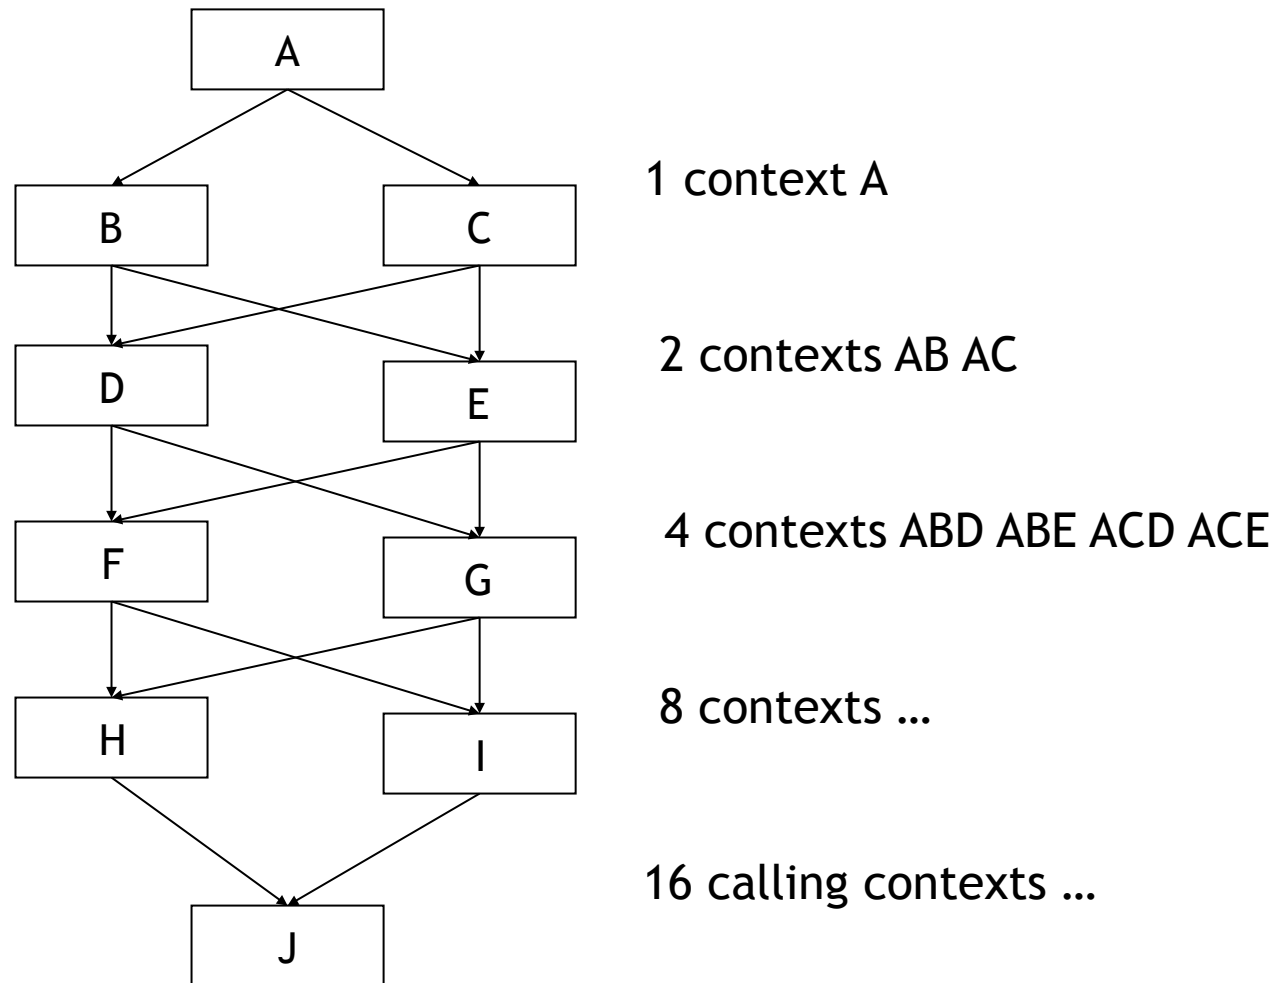 A
1 context A
B
C
2 contexts AB AC
D
E
4 contexts ABD ABE ACD ACE
F
G
8 contexts …
H
I
16 calling contexts …
J